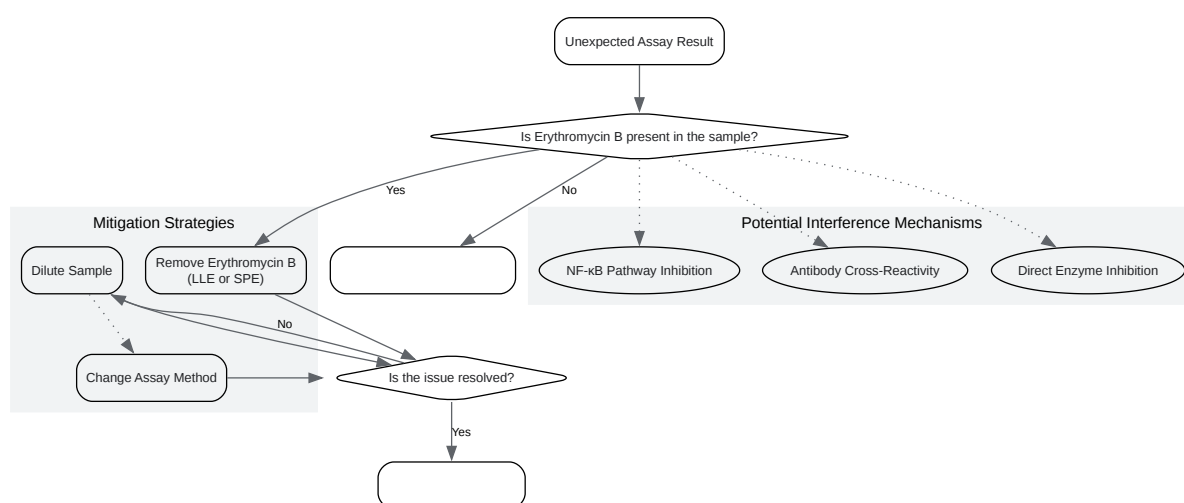 Unexpected Assay Result
Is Erythromycin B present in the sample?
Yes
No
Mitigation Strategies
Potential Interference Mechanisms
Dilute Sample
Remove Erythromycin B
(LLE or SPE)
NF-κB Pathway Inhibition
Antibody Cross-Reactivity
Direct Enzyme Inhibition
No
Change Assay Method
Is the issue resolved?
Yes